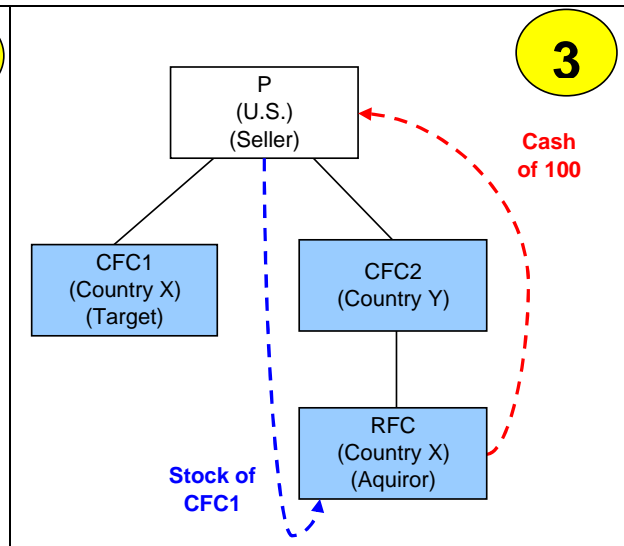 3
P
(U.S.)
(Seller)
Cash
of 100
CFC1
(Country X)
(Target)
CFC2
(Country Y)
RFC
(Country X)
(Aquiror)
Stock of
CFC1